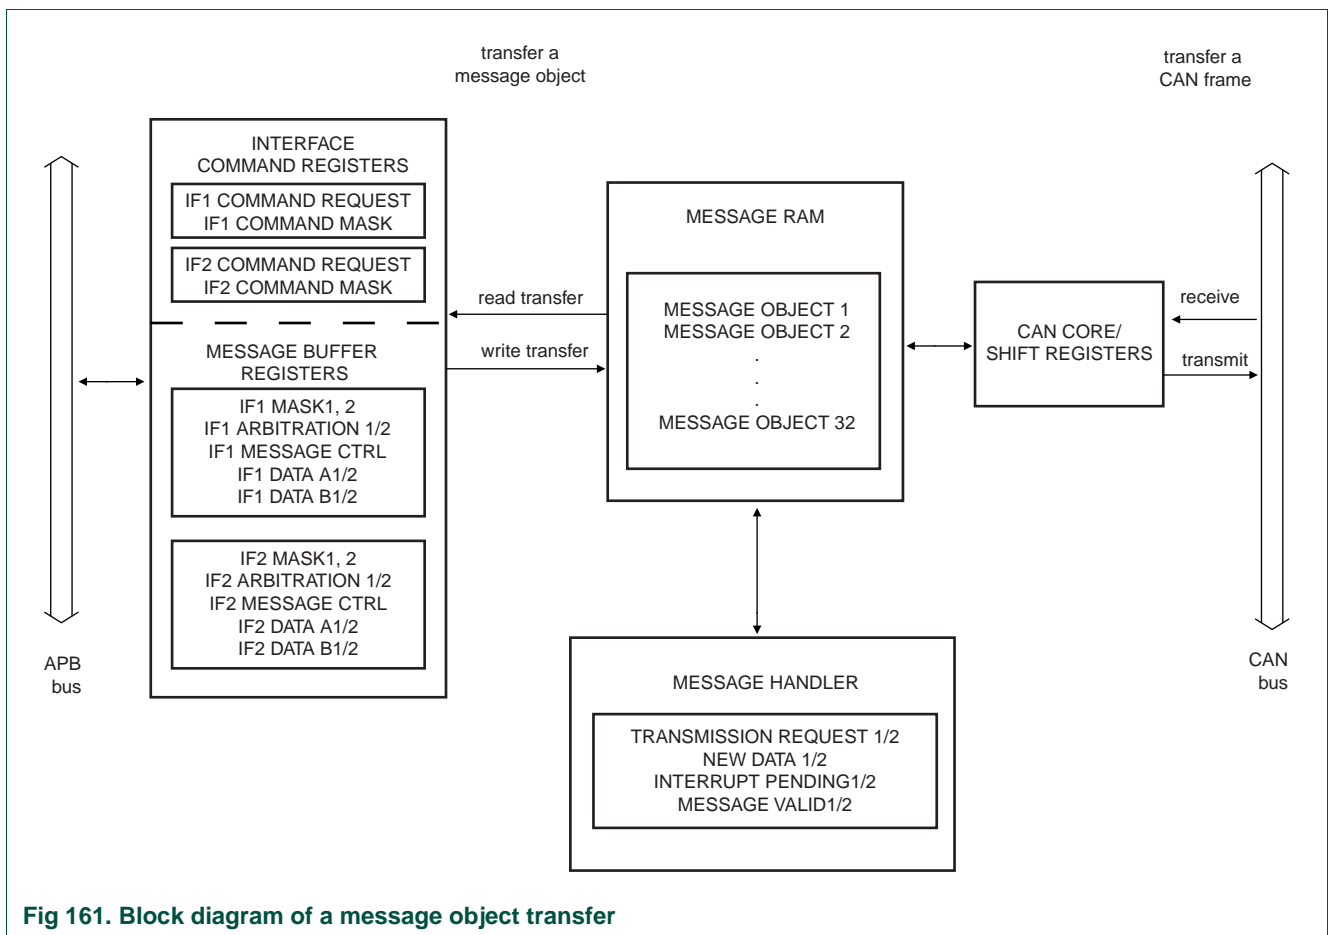 transfer a
message object
transfer a
CAN frame
INTERFACE
COMMAND REGISTERS
IF1 COMMAND REQUEST
IF1 COMMAND MASK
IF2 COMMAND REQUEST
IF2 COMMAND MASK
MESSAGE BUFFER
REGISTERS
IF1 MASK1, 2
IF1 ARBITRATION 1/2
IF1 MESSAGE CTRL
IF1 DATA A1/2
IF1 DATA B1/2
IF2 MASK1, 2
IF2 ARBITRATION 1/2
IF2 MESSAGE CTRL
IF2 DATA A1/2
IF2 DATA B1/2
APB
bus
read transfer
write transfer
MESSAGE RAM
MESSAGE OBJECT 1
MESSAGE OBJECT 2
.
.
.
MESSAGE OBJECT 32
CAN CORE/
SHIFT REGISTERS
receive
transmit
CAN
bus
MESSAGE HANDLER
TRANSMISSION REQUEST 1/2
NEW DATA 1/2
INTERRUPT PENDING1/2
MESSAGE VALID1/2
Fig 161. Block diagram of a message object transfer